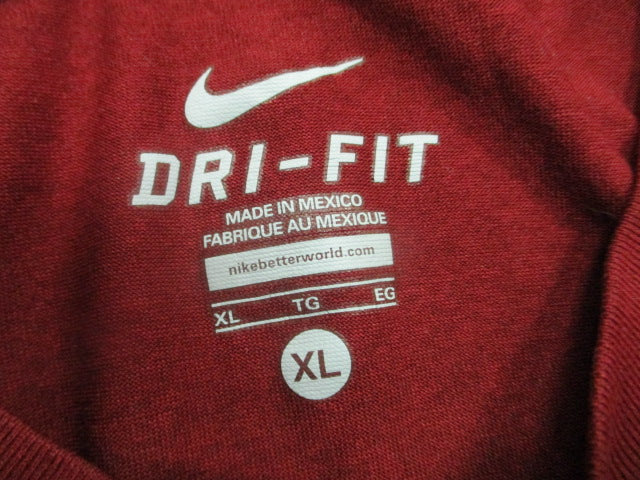 DRI-FIT
MADE IN MEXICO
FABRIQUE AU MEXIQUE
nikebetterworld.com
XL TG EG
XL